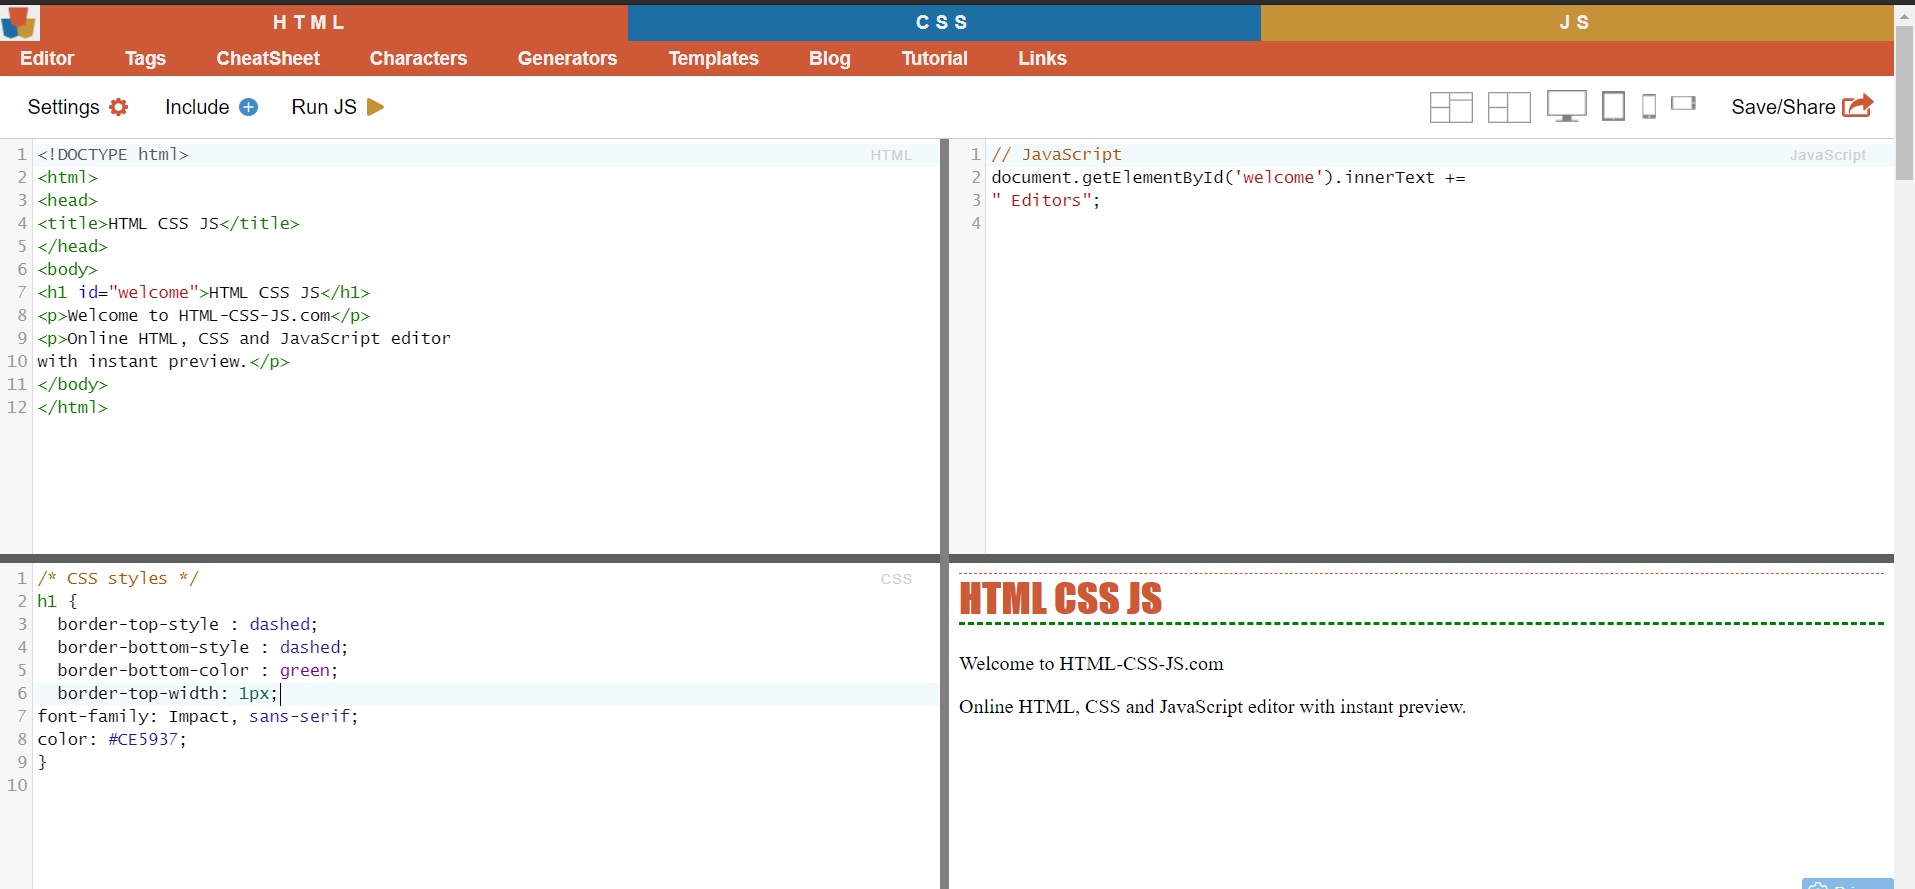 HTML CSS JS
Editor Tags CheatSheet Characters Generators Templates Blog Tutorial Links
Settings Include Run JS Save/Share
HTML
1 <!DOCTYPE html>
2 <html>
3 <head>
4 <title>HTML CSS JS</title>
5 </head>
6 <body>
7 <h1 id="welcome">HTML CSS JS</h1>
8 <p>Welcome to HTML-CSS-JS.com</p>
9 <p>Online HTML, CSS and JavaScript editor
10 with instant preview.</p>
11 </body>
12 </html>
JavaScript
1 // JavaScript
2 document.getElementById('welcome').innerText +=
3 " Editors";
4
CSS
1 /* CSS styles */
2 h1 {
3   border-top-style : dashed;
4   border-bottom-style : dashed;
5   border-bottom-color : green;
6   border-top-width: 1px;
7 font-family: Impact, sans-serif;
8 color: #CE5937;
9 }
10
HTML CSS JS
Welcome to HTML-CSS-JS.com
Online HTML, CSS and JavaScript editor with instant preview.